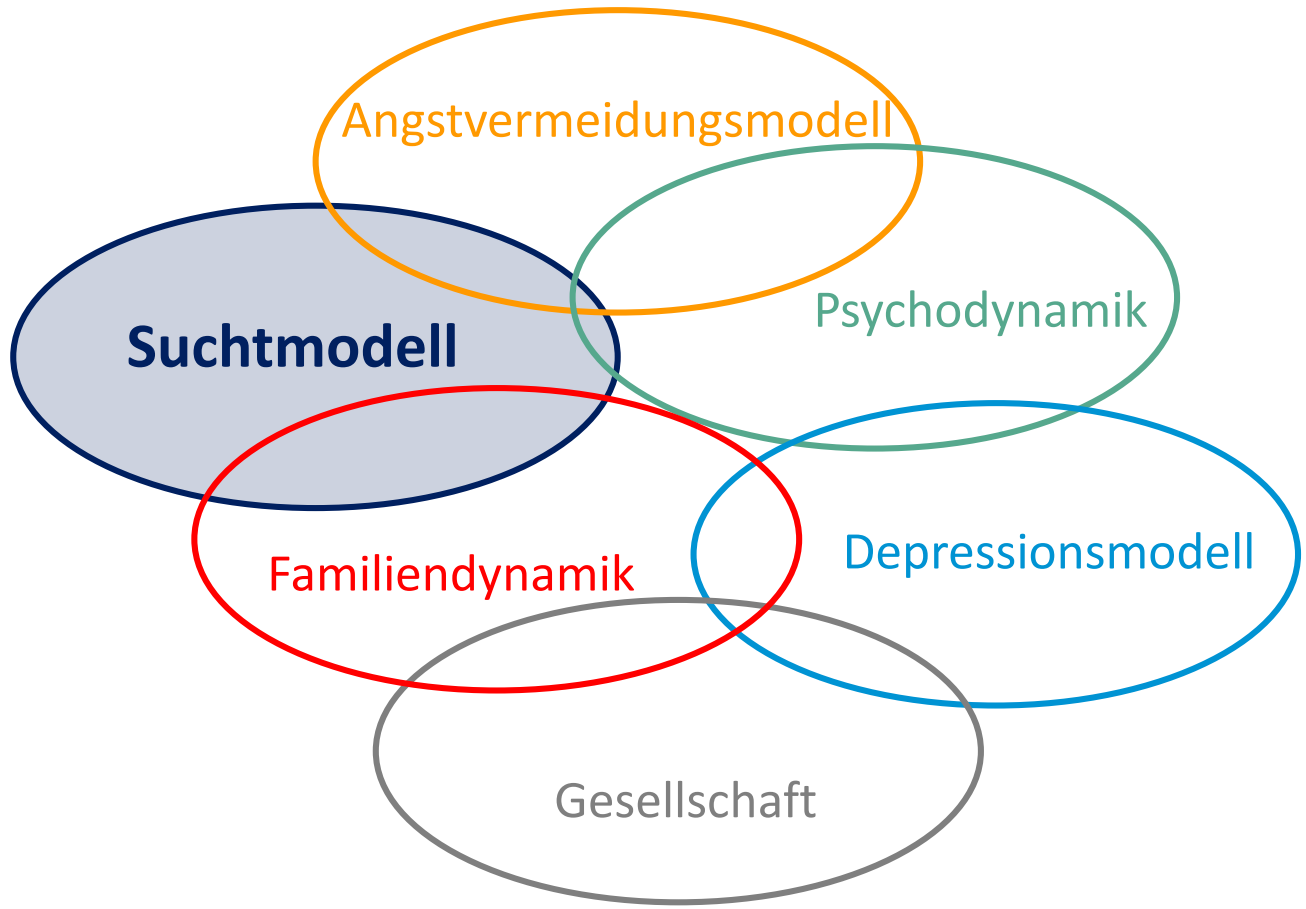 Angstvermeidungsmodell
Psychodynamik
Suchtmodell
Depressionsmodell
Familiendynamik
Gesellschaft